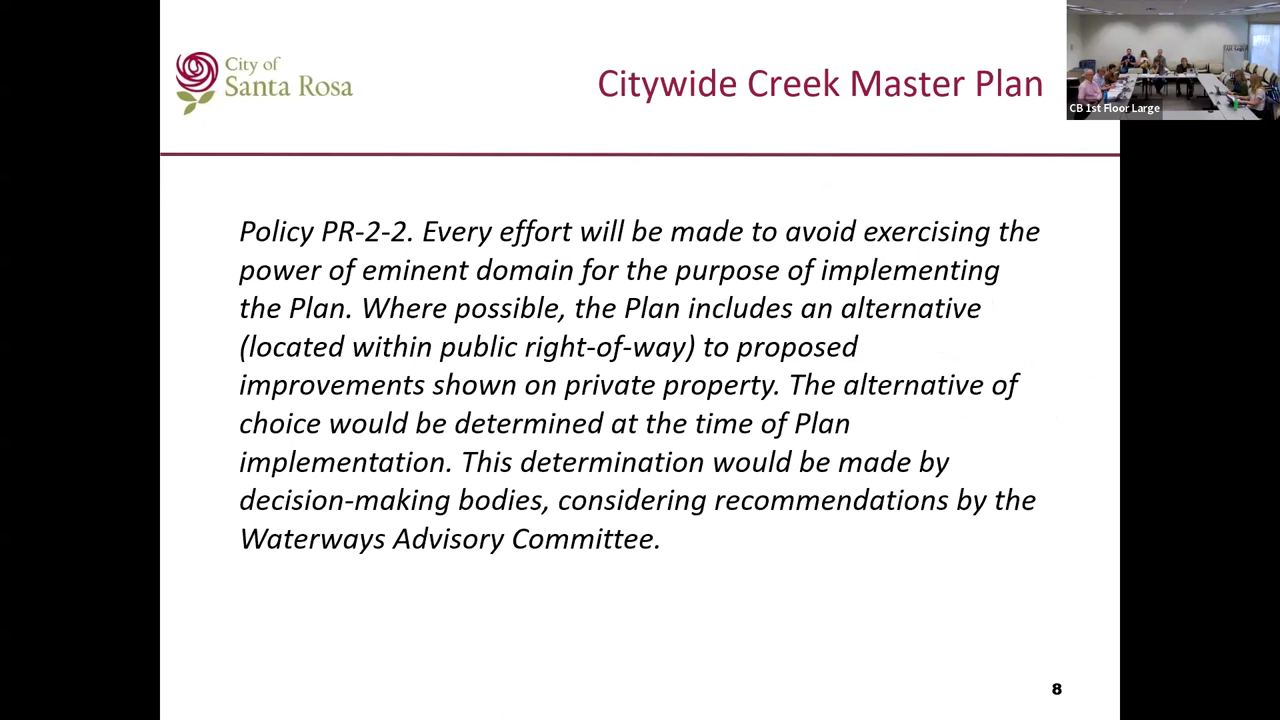 City of
Santa Rosa
Citywide Creek Master Plan
CB 1st Floor Large
Policy PR-2-2. Every effort will be made to avoid exercising the
power of eminent domain for the purpose of implementing
the Plan. Where possible, the Plan includes an alternative
(located within public right-of-way) to proposed
improvements shown on private property. The alternative of
choice would be determined at the time of Plan
implementation. This determination would be made by
decision-making bodies, considering recommendations by the
Waterways Advisory Committee.
8